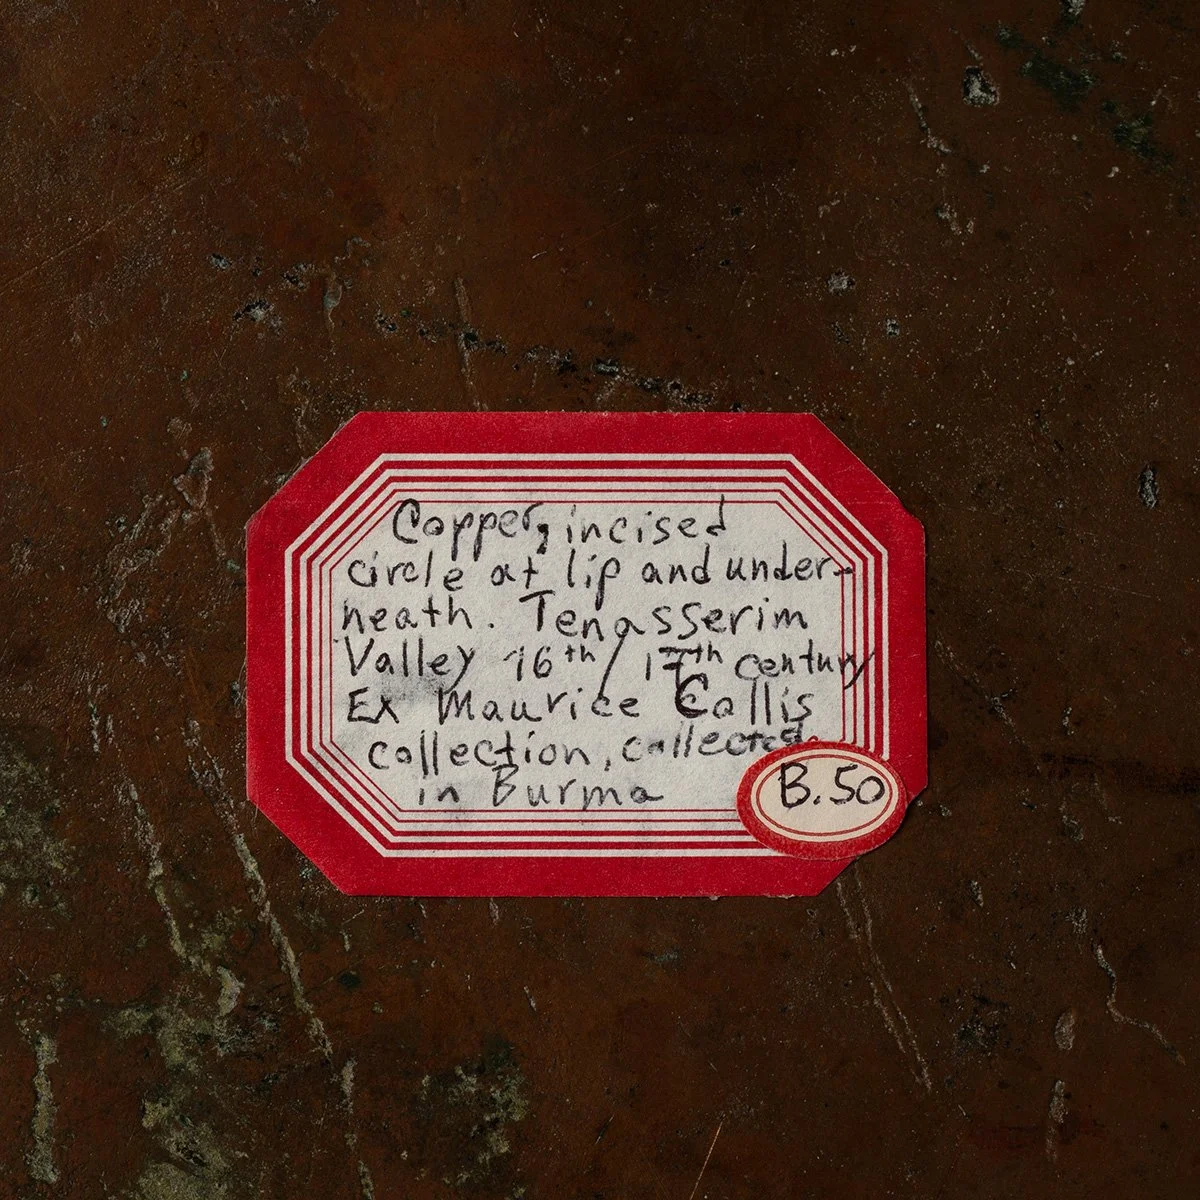 Copper, incised
circle at lip and under-
neath. Tenasserim
Valley 16th/17th century
Ex Maurice Collis
collection, collected
in Burma
B.50